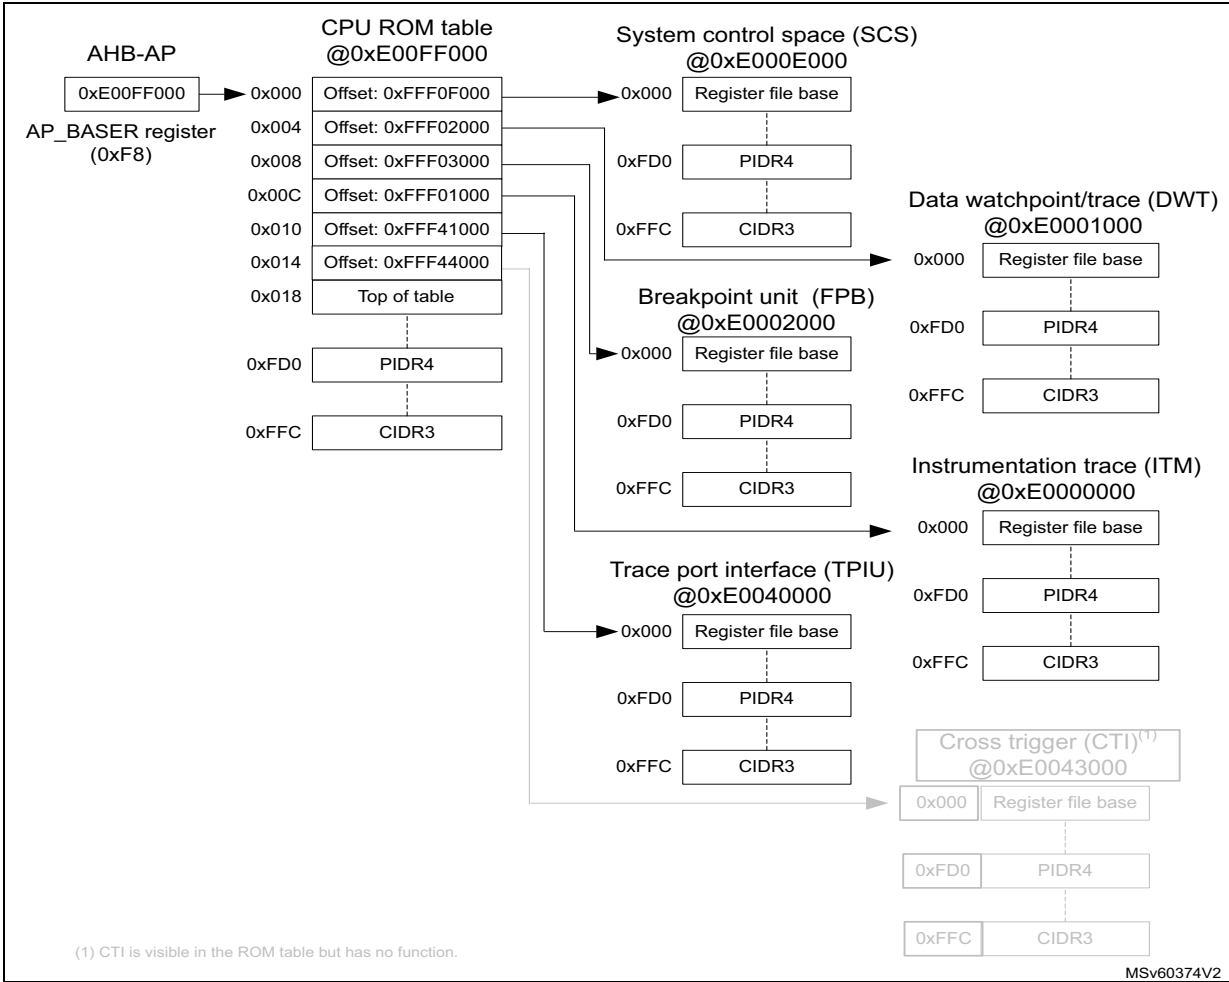 AHB-AP
0xE00FF000
AP_BASER register
(0xF8)
CPU ROM table
@0xE00FF000
0x000 Offset: 0xFFF0F000
0x004 Offset: 0xFFF02000
0x008 Offset: 0xFFF03000
0x00C Offset: 0xFFF01000
0x010 Offset: 0xFFF41000
0x014 Offset: 0xFFF44000
0x018 Top of table
0xFD0 PIDR4
0xFFC CIDR3
System control space (SCS)
@0xE000E000
0x000 Register file base
0xFD0 PIDR4
0xFFC CIDR3
Data watchpoint/trace (DWT)
@0xE0001000
0x000 Register file base
0xFD0 PIDR4
0xFFC CIDR3
Breakpoint unit (FPB)
@0xE0002000
0x000 Register file base
0xFD0 PIDR4
0xFFC CIDR3
Instrumentation trace (ITM)
@0xE0000000
0x000 Register file base
0xFD0 PIDR4
0xFFC CIDR3
Trace port interface (TPIU)
@0xE0040000
0x000 Register file base
0xFD0 PIDR4
0xFFC CIDR3
Cross trigger (CTI)(1)
@0xE0043000
0x000 Register file base
0xFD0 PIDR4
0xFFC CIDR3
(1) CTI is visible in the ROM table but has no function.
MSv60374V2